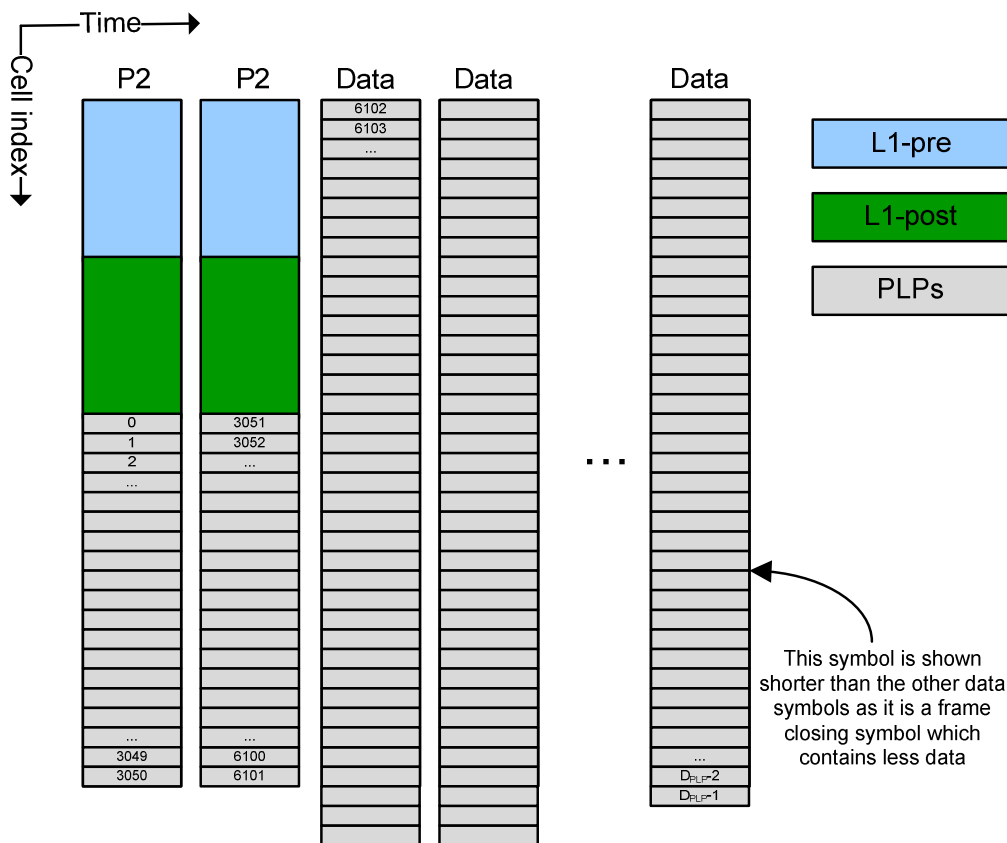 Time
Cell index
P2
P2
Data
Data
Data
0
1
2
...
...
3049
3050
3051
3052
...
...
6100
6101
6102
6103
...
...
...
D_PLP-2
D_PLP-1
L1-pre
L1-post
PLPs
This symbol is shown
shorter than the other data
symbols as it is a frame
closing symbol which
contains less data